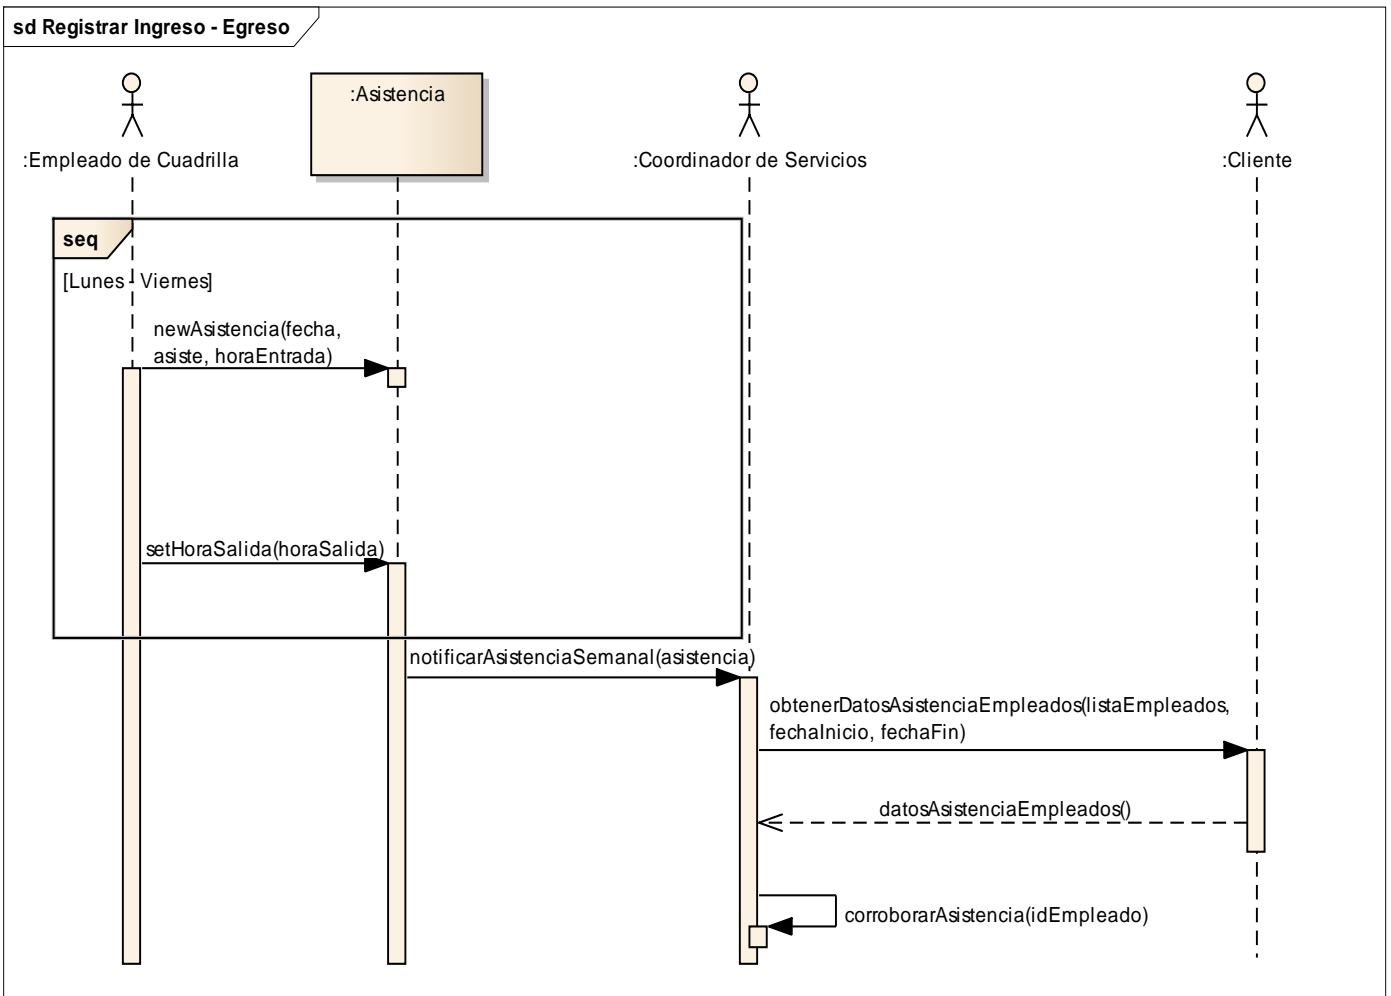 sd Registrar Ingreso - Egreso
:Empleado de Cuadrilla
:Asistencia
:Coordinador de Servicios
:Cliente
seq
[Lunes - Viernes]
newAsistencia(fecha,
asiste, horaEntrada)
setHoraSalida(horaSalida)
notificarAsistenciaSemanal(asistencia)
obtenerDatosAsistenciaEmpleados(listaEmpleados,
fechaInicio, fechaFin)
datosAsistenciaEmpleados()
corroborarAsistencia(idEmpleado)